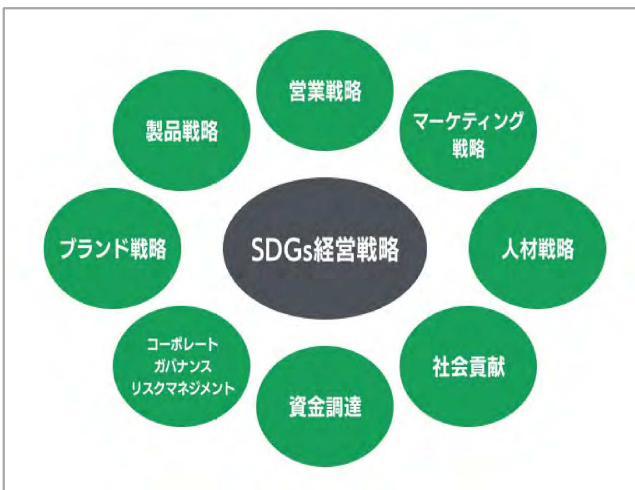 営業戦略
マーケティング
戦略
人材戦略
社会貢献
資金調達
コーポレート
ガバナンス
リスクマネジメント
ブランド戦略
製品戦略
SDGs経営戦略